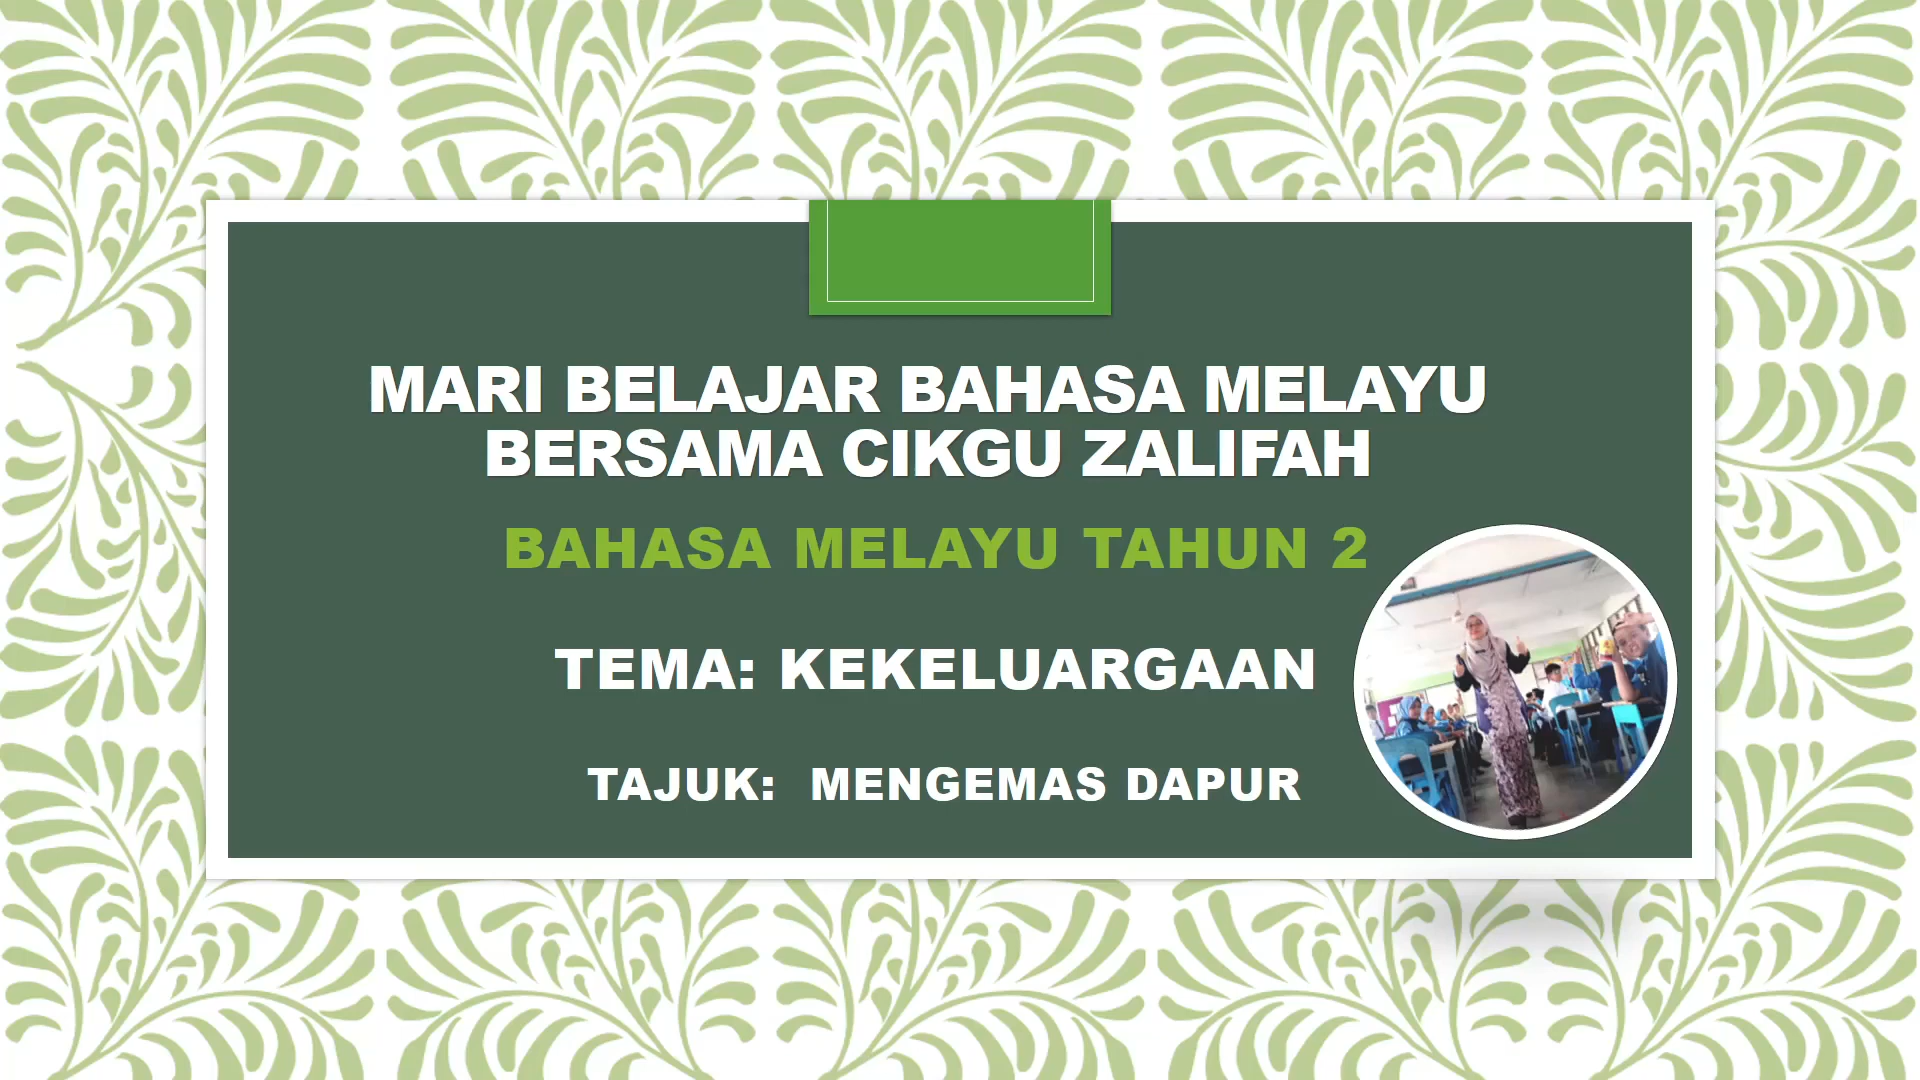 MARI BELAJAR BAHASA MELAYU
BERSAMA CIKGU ZALIFAH
BAHASA MELAYU TAHUN 2
TEMA: KEKELUARGAAN
TAJUK: MENGEMAS DAPUR